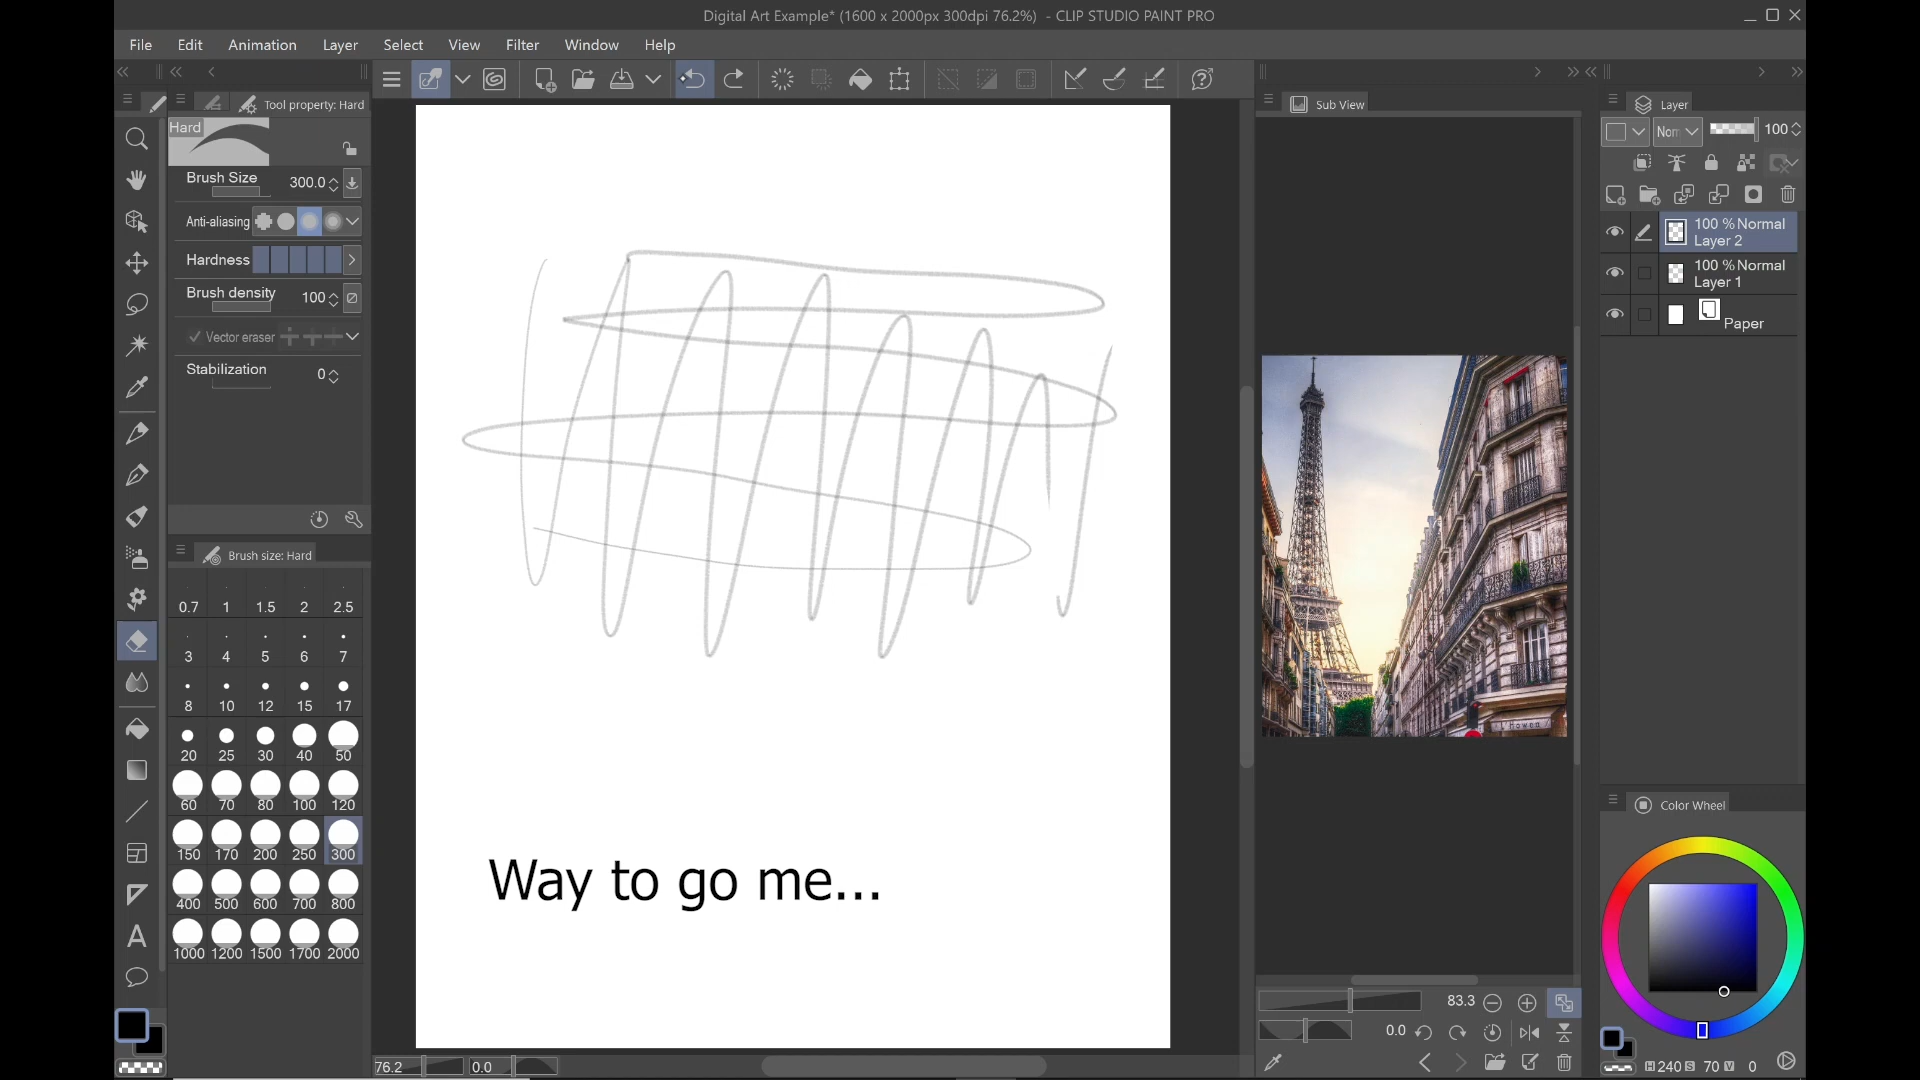 Digital Art Example* (1600 x 2000px 300dpi 76.2%) - CLIP STUDIO PAINT PRO
File Edit Animation Layer Select View Filter Window Help
Tool property: Hard
Hard
Brush Size 300.0
Anti-aliasing
Hardness
Brush density 100
Vector eraser
Stabilization 0
Brush size: Hard
0.7 1 1.5 2 2.5
3 4 5 6 7
8 10 12 15 17
20 25 30 40 50
60 70 80 100 120
150 170 200 250 300
400 500 600 700 800
1000 1200 1500 1700 2000
Way to go me...
76.2 0.0
Sub View
83.3
0.0
Layer
Nor 100
100 % Normal
Layer 2
100 % Normal
Layer 1
Paper
Color Wheel
H 240 S 70 V 0